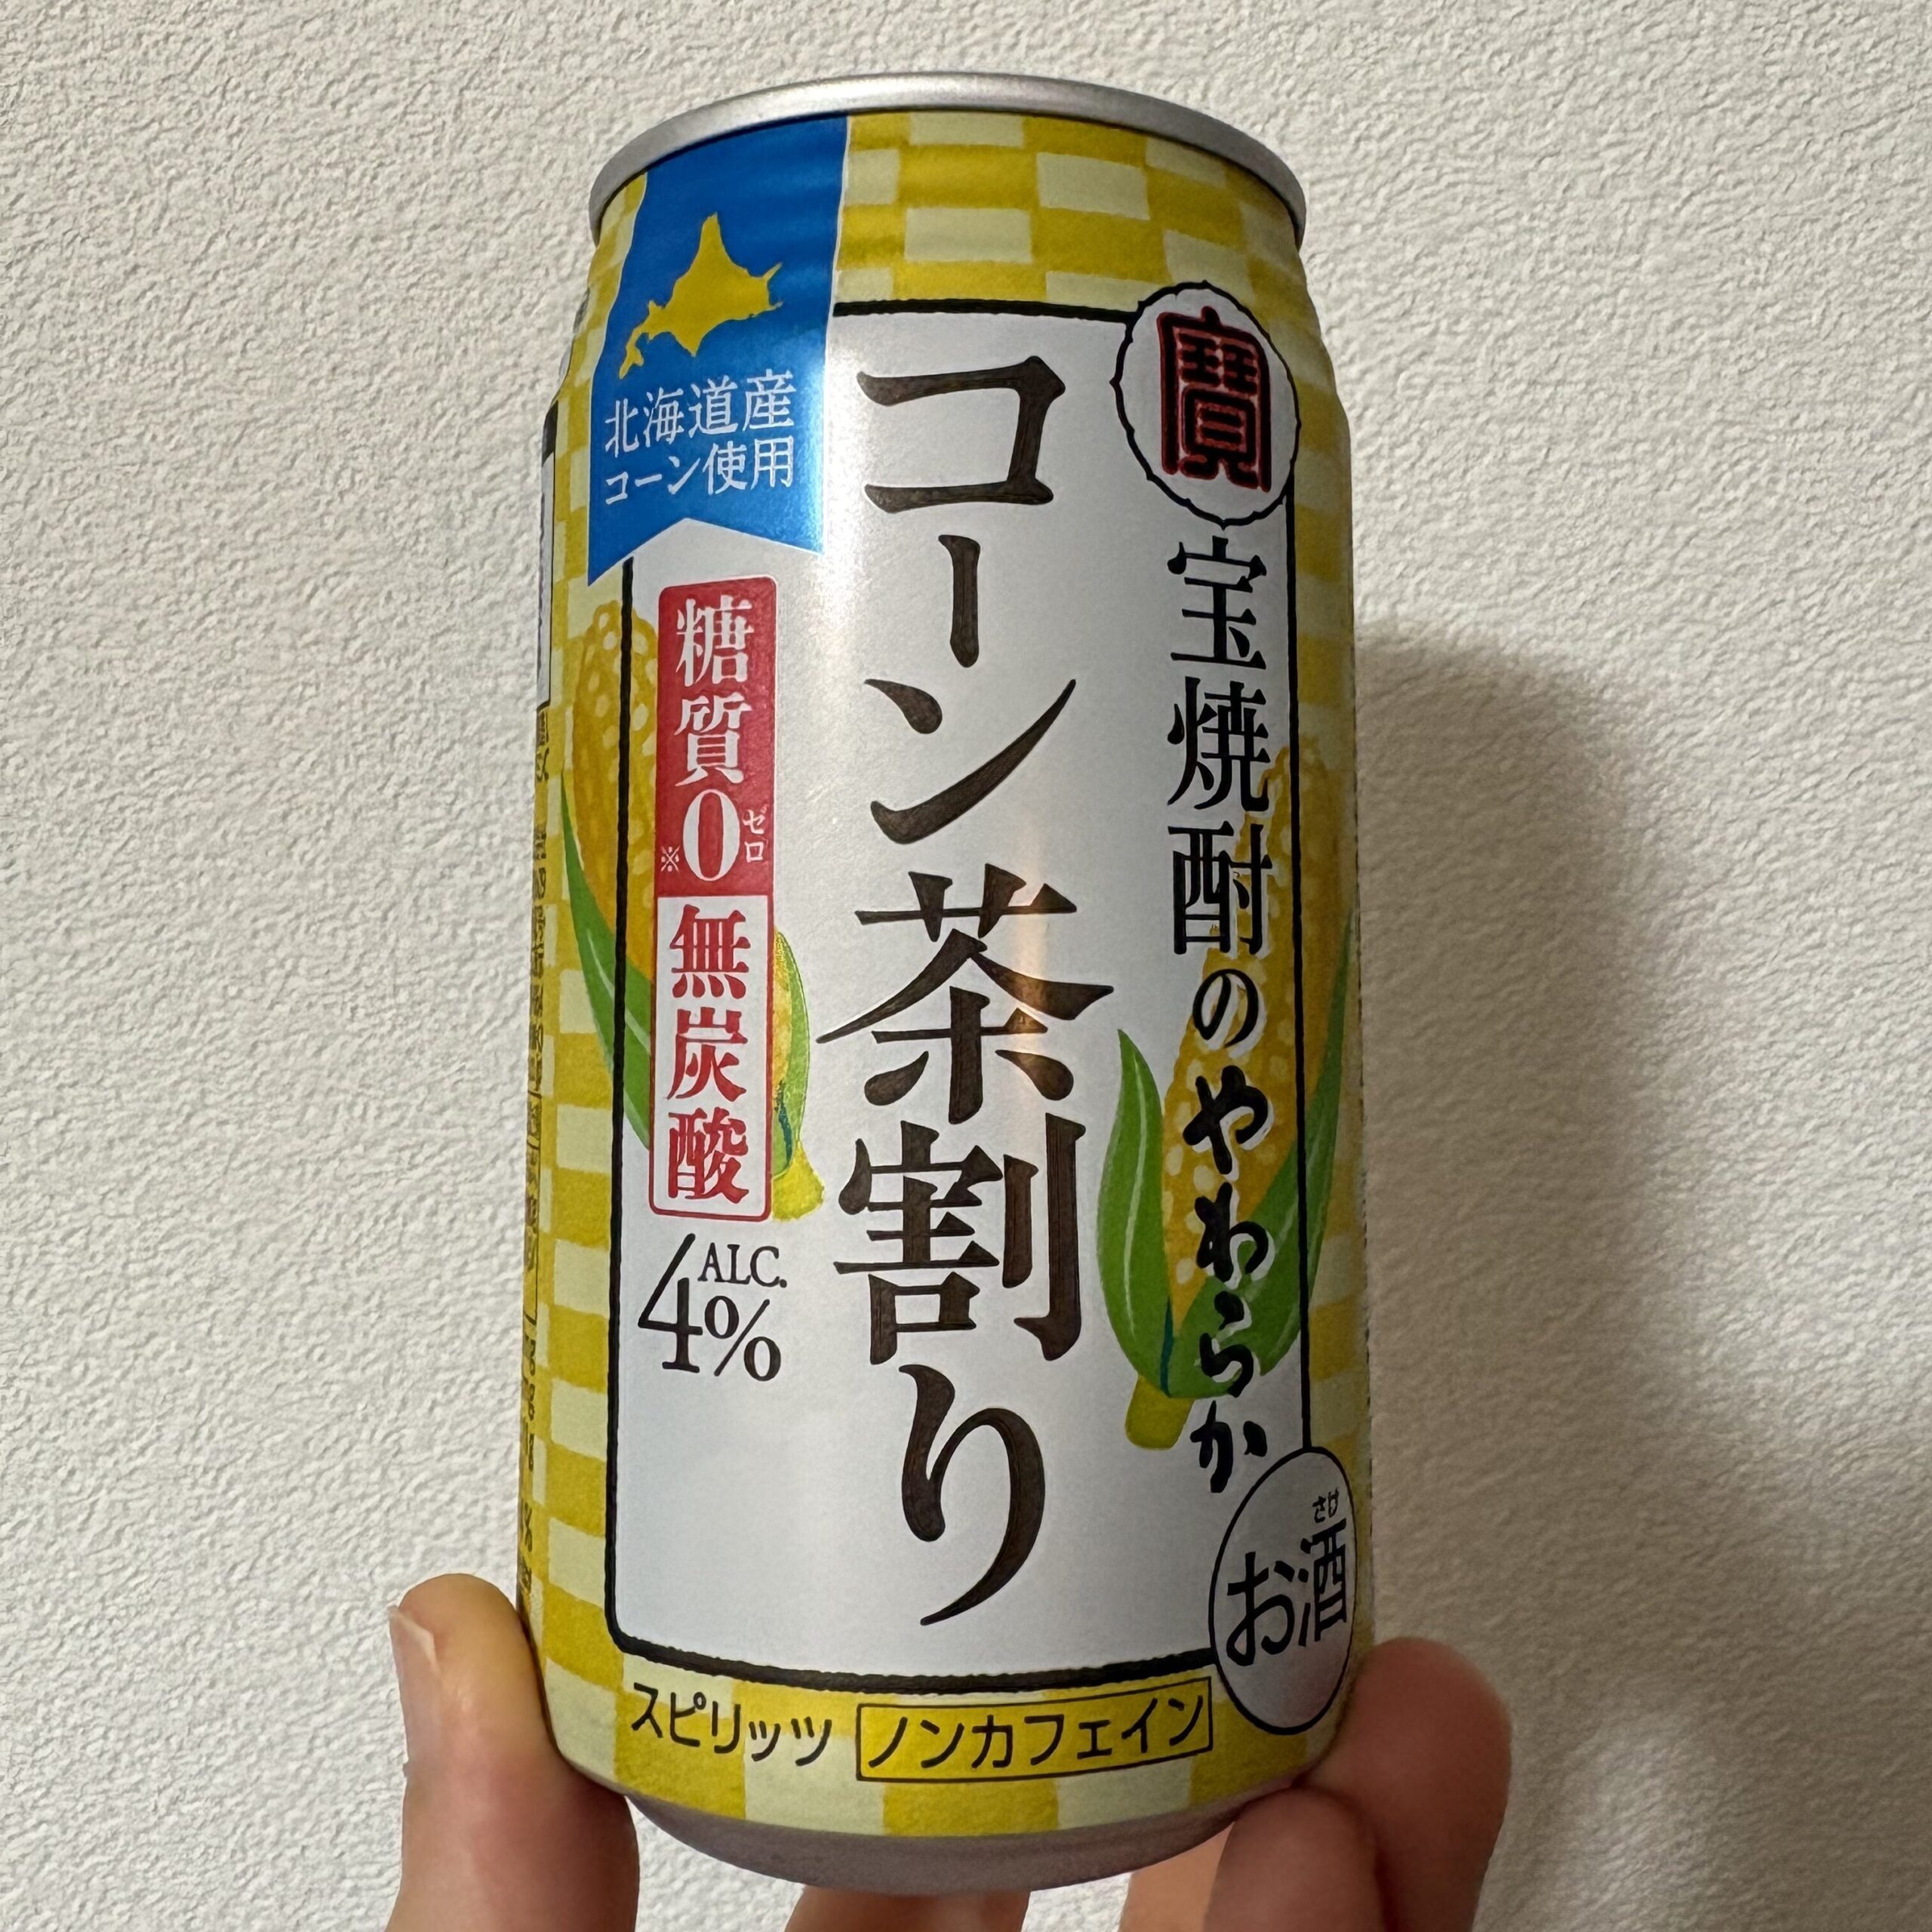 寶
宝焼酎のやわらか
コーン茶割り
北海道産
コーン使用
糖質0
ゼロ
※
無炭酸
ALC.
4%
さけ
お酒
スピリッツ ノンカフェイン